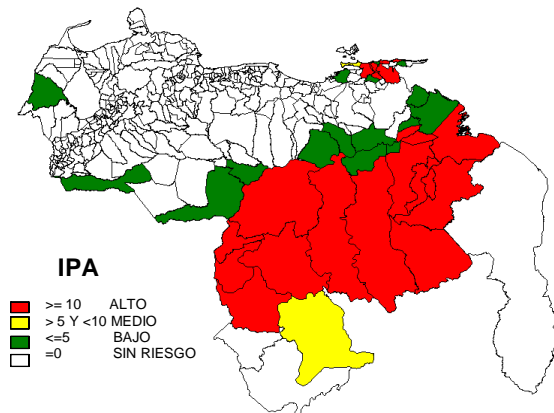 IPA
>= 10 ALTO
> 5 Y <10 MEDIO
<=5 BAJO
=0 SIN RIESGO